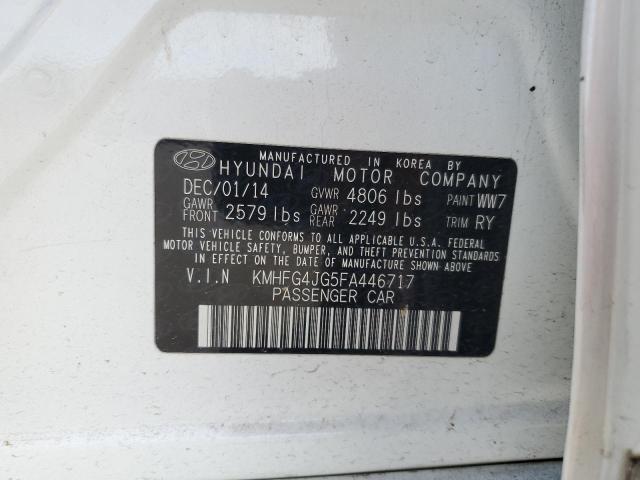 MANUFACTURED IN KOREA BY
HYUNDAI MOTOR COMPANY
DEC/01/14 GVWR 4806 lbs PAINT WW7
GAWR FRONT 2579 lbs GAWR REAR 2249 lbs TRIM RY
THIS VEHICLE CONFORMS TO ALL APPLICABLE U.S.A. FEDERAL
MOTOR VEHICLE SAFETY, BUMPER, AND THEFT PREVENTION STANDARDS
IN EFFECT ON THE DATE OF MANUFACTURE SHOWN ABOVE.
V.I.N KMHFG4JG5FA446717
PASSENGER CAR